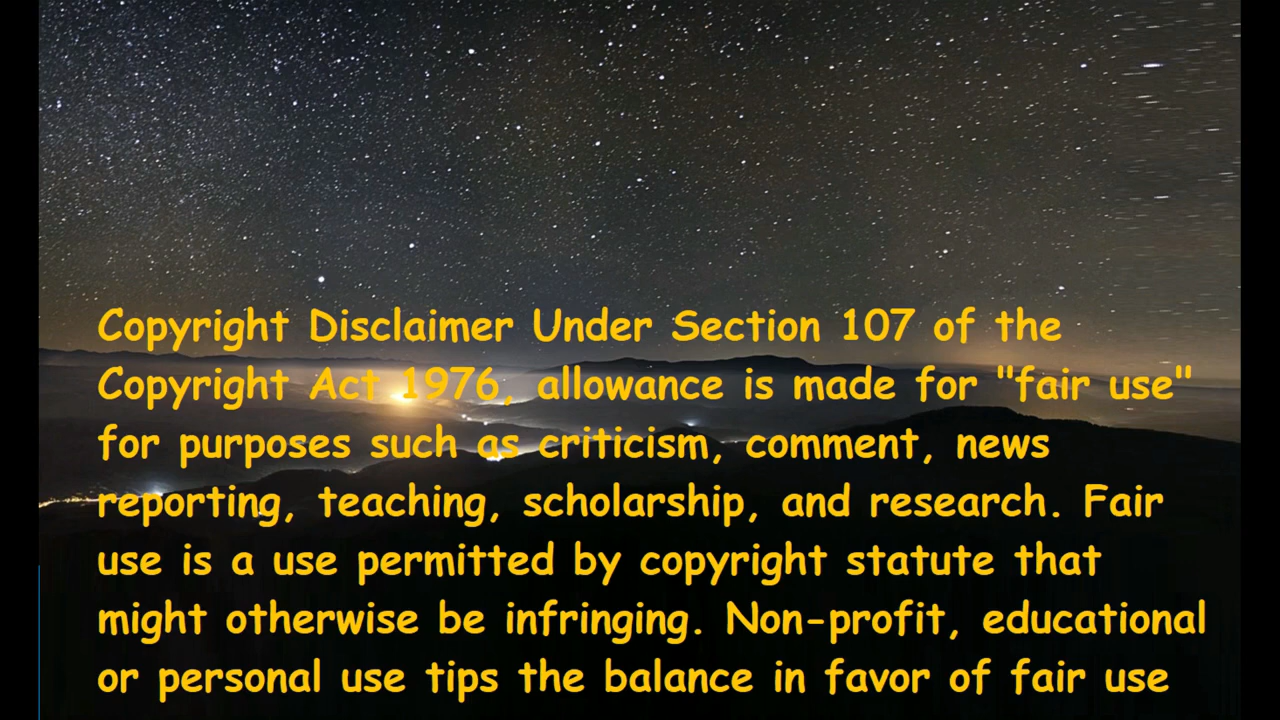 Copyright Disclaimer Under Section 107 of the
Copyright Act 1976, allowance is made for "fair use"
for purposes such as criticism, comment, news
reporting, teaching, scholarship, and research. Fair
use is a use permitted by copyright statute that
might otherwise be infringing. Non-profit, educational
or personal use tips the balance in favor of fair use